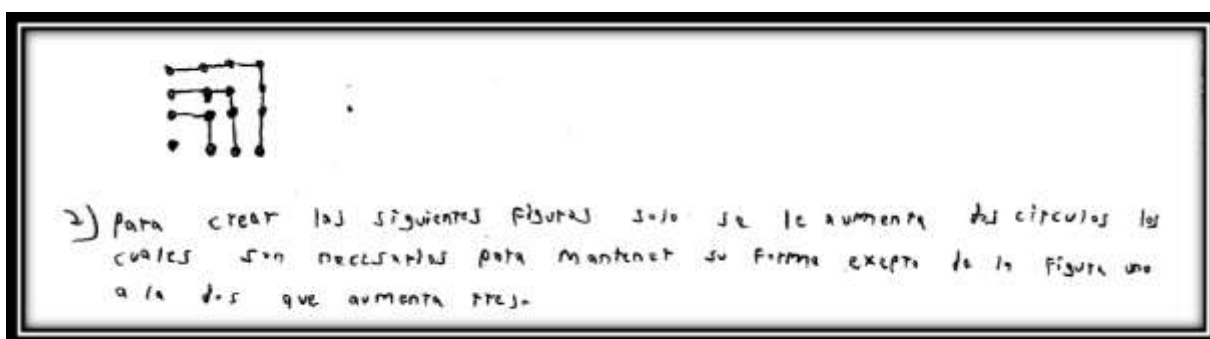 2) Para crear las siguientes figuras solo se le aumenta dos circulos los
cuales son necesarios para mantener su forma exepto de la figura uno
a la dos que aumenta tres.